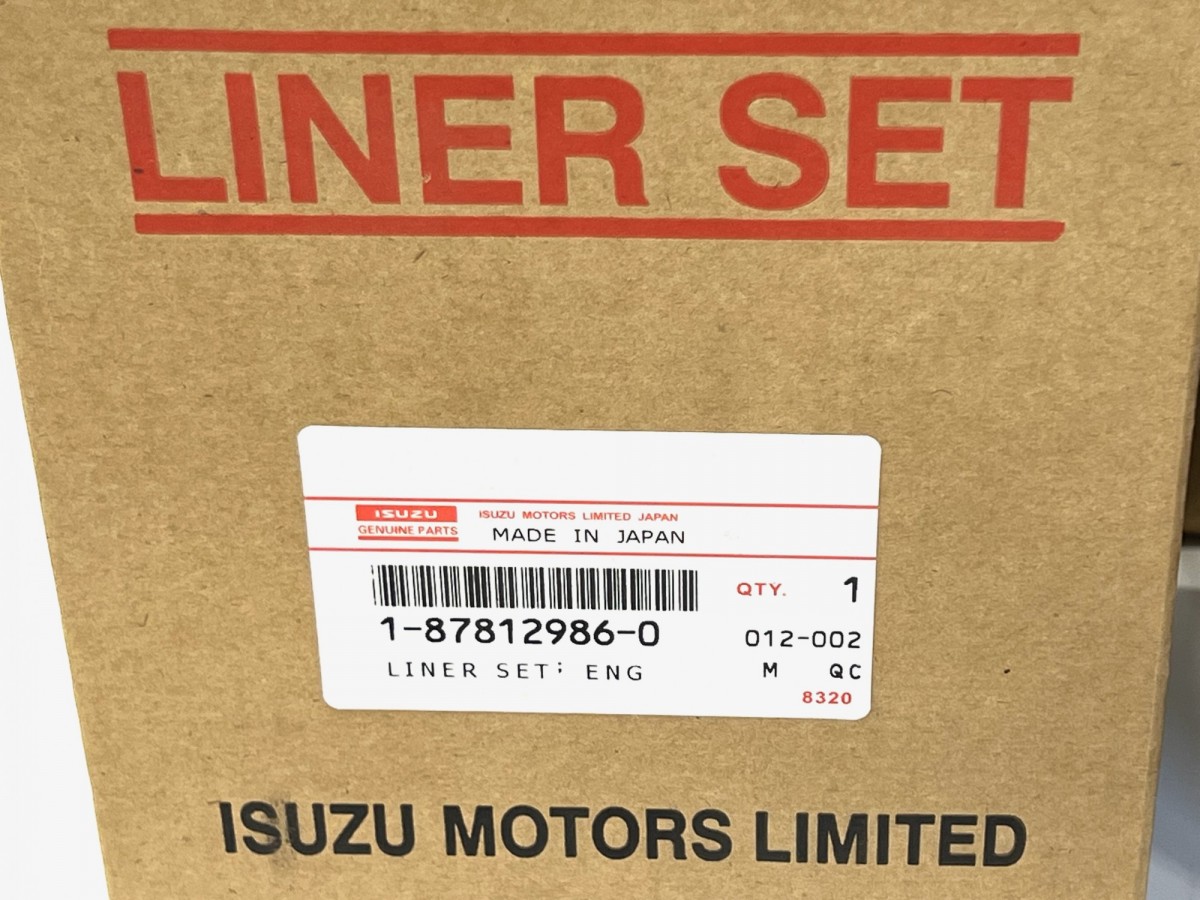 LINER SET
ISUZU
GENUINE PARTS
ISUZU MOTORS LIMITED JAPAN
MADE IN JAPAN
QTY. 1
1-87812986-0
012-002
LINER SET; ENG
M QC
8320
ISUZU MOTORS LIMITED